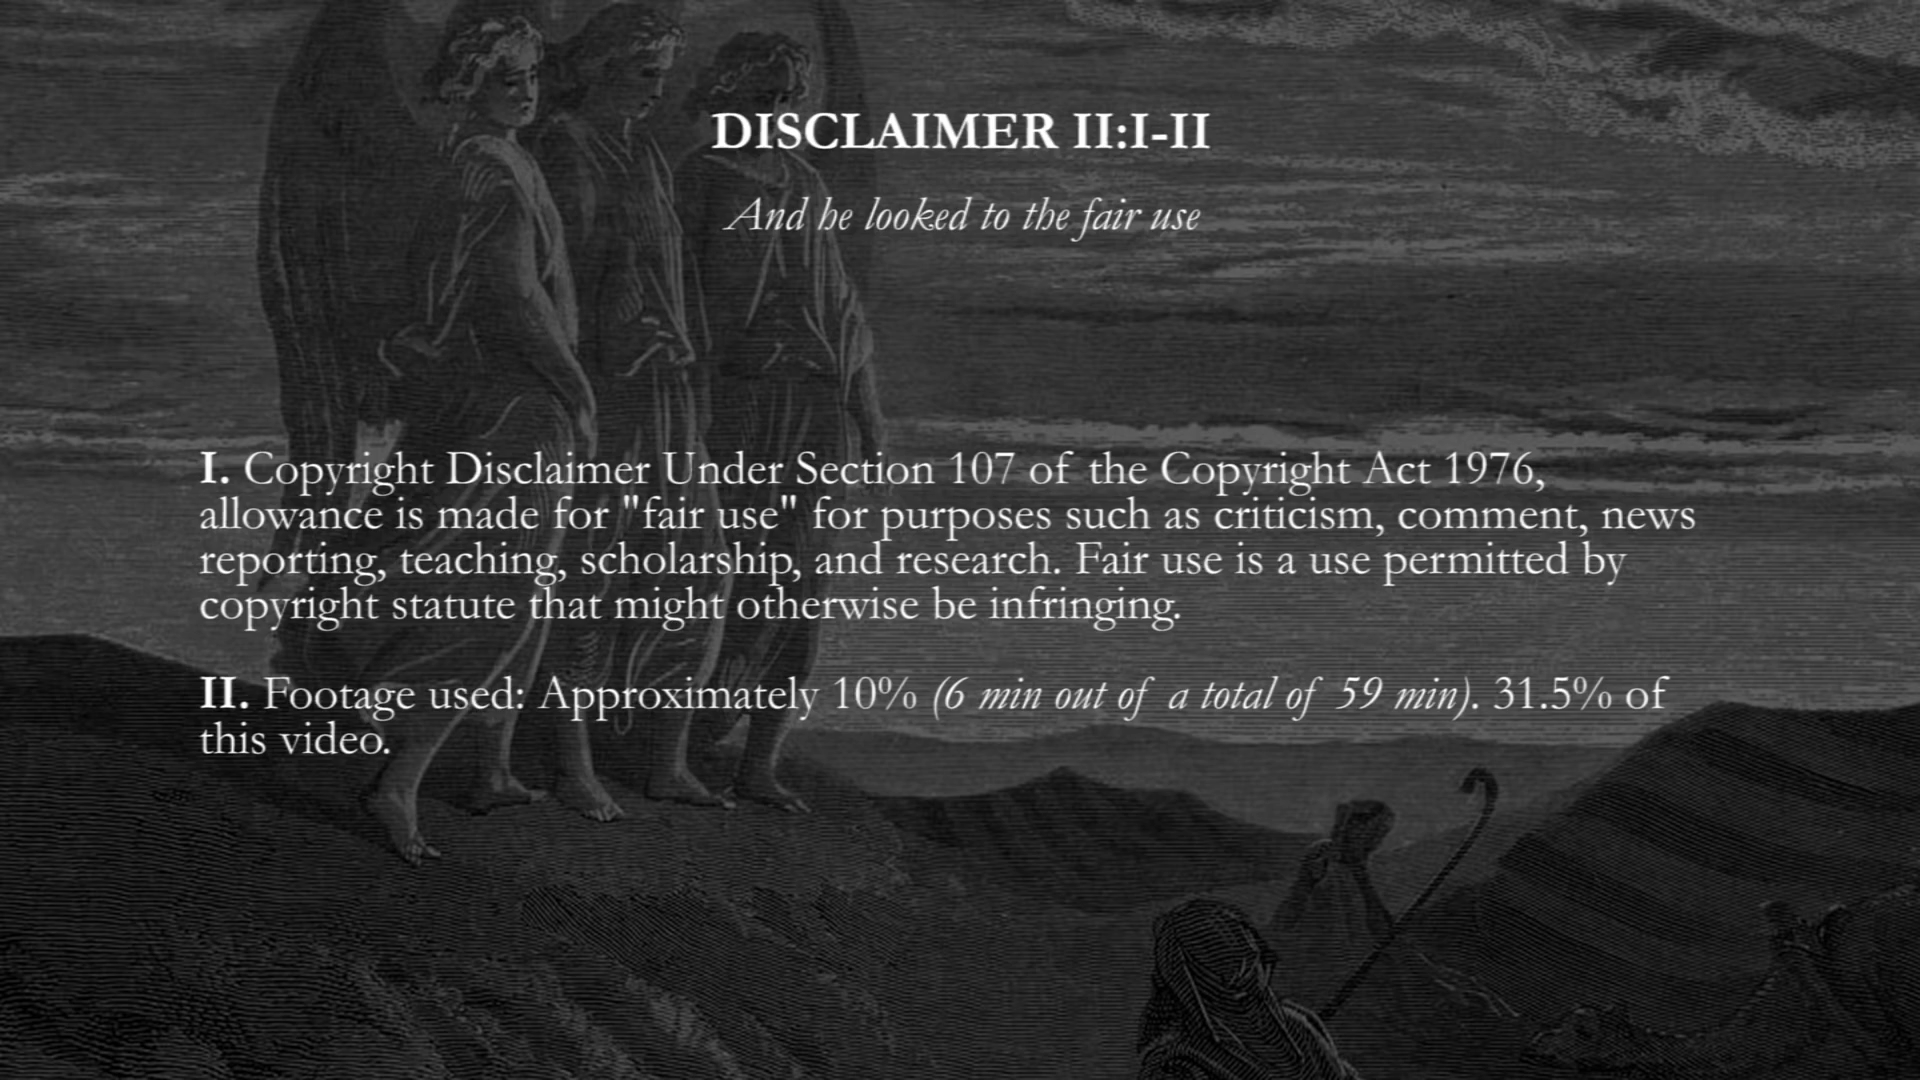 DISCLAIMER II:I-II
And he looked to the fair use
I. Copyright Disclaimer Under Section 107 of the Copyright Act 1976,
allowance is made for "fair use" for purposes such as criticism, comment, news
reporting, teaching, scholarship, and research. Fair use is a use permitted by
copyright statute that might otherwise be infringing.
II. Footage used: Approximately 10% (6 min out of a total of 59 min). 31.5% of
this video.